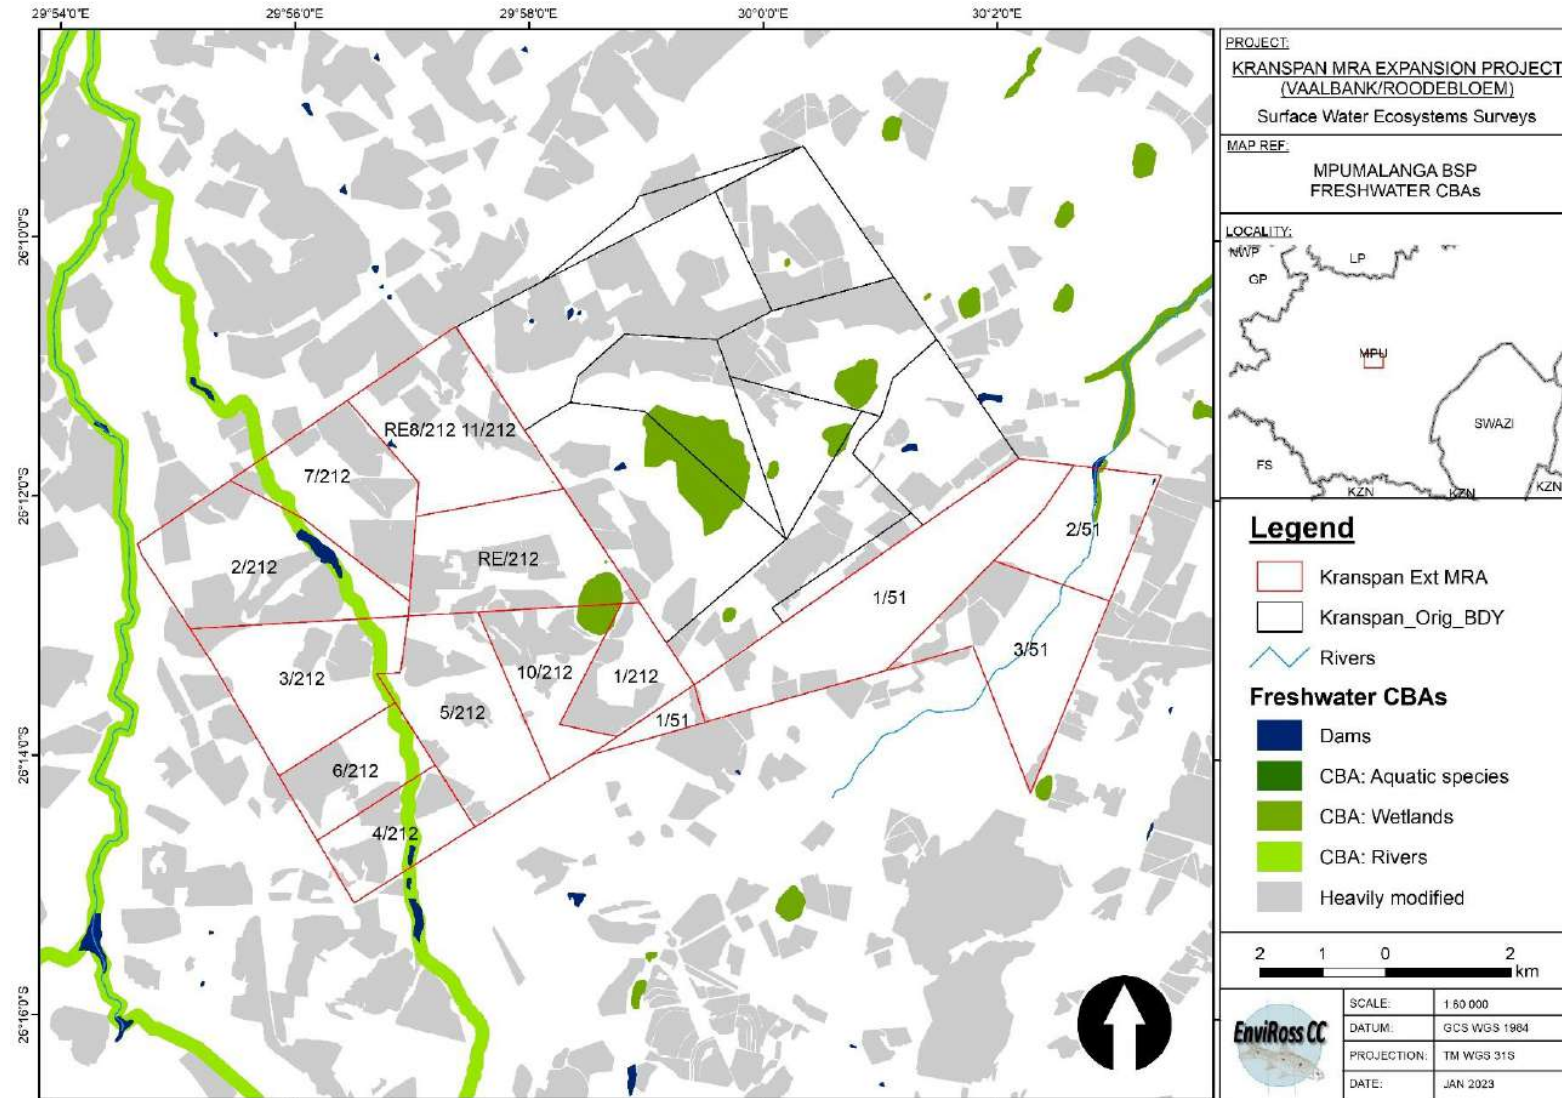 29°54'0"E
29°56'0"E
29°58'0"E
30°0'0"E
30°2'0"E
26°10'0"S
26°12'0"S
26°14'0"S
26°16'0"S
RE8/212 11/212
7/212
2/212
RE/212
3/212
10/212
1/212
5/212
1/51
6/212
4/212
1/51
2/51
3/51
PROJECT:
KRANSPAN MRA EXPANSION PROJECT
(VAALBANK/ROODEBLOEM)
Surface Water Ecosystems Surveys
MAP REF:
MPUMALANGA BSP
FRESHWATER CBAs
LOCALITY:
NWP
LP
GP
MPU
SWAZI
FS
KZN
KZN
KZN
Legend
Kranspan Ext MRA
Kranspan_Orig_BDY
Rivers
Freshwater CBAs
Dams
CBA: Aquatic species
CBA: Wetlands
CBA: Rivers
Heavily modified
2 1 0 2
km
EnviRoss CC
SCALE: 1:60 000
DATUM: GCS WGS 1984
PROJECTION: TM WGS 31S
DATE: JAN 2023